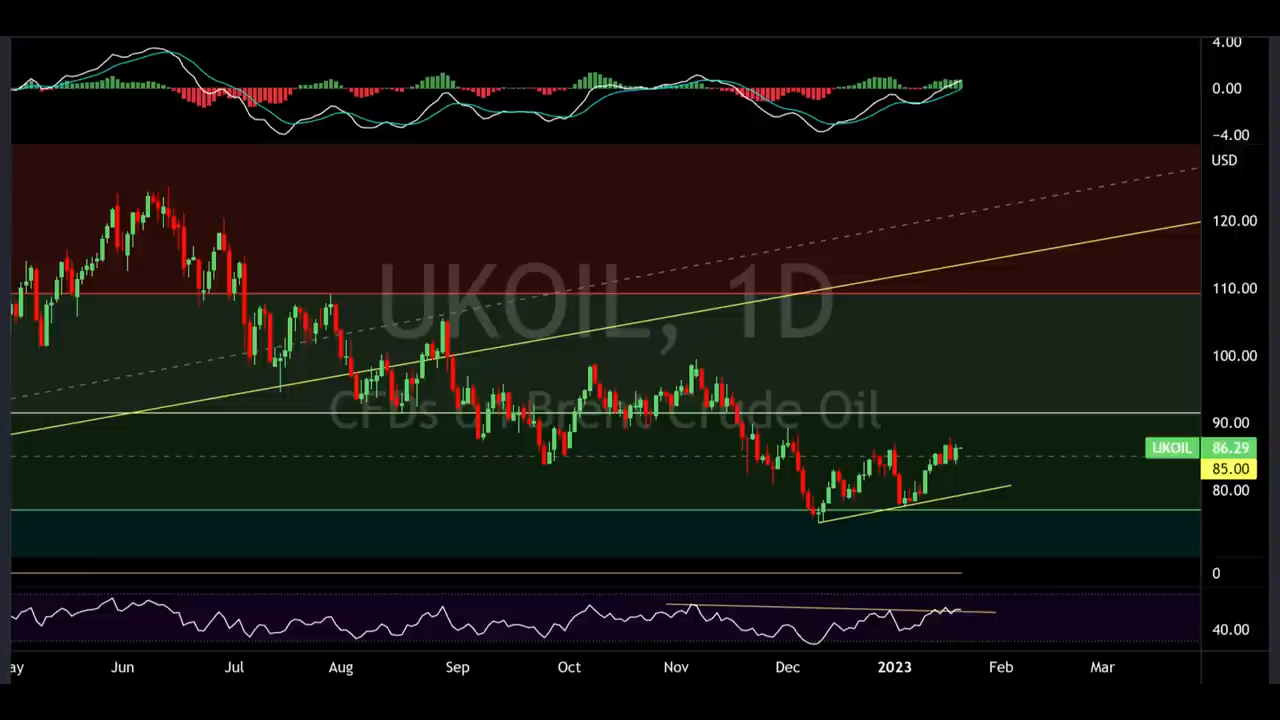 4.00
0.00
−4.00
USD
120.00
UKOIL, 1D
110.00
100.00
CFDs on Brent Crude Oil
90.00
UKOIL 86.29
85.00
80.00
0
40.00
ay Jun Jul Aug Sep Oct Nov Dec 2023 Feb Mar